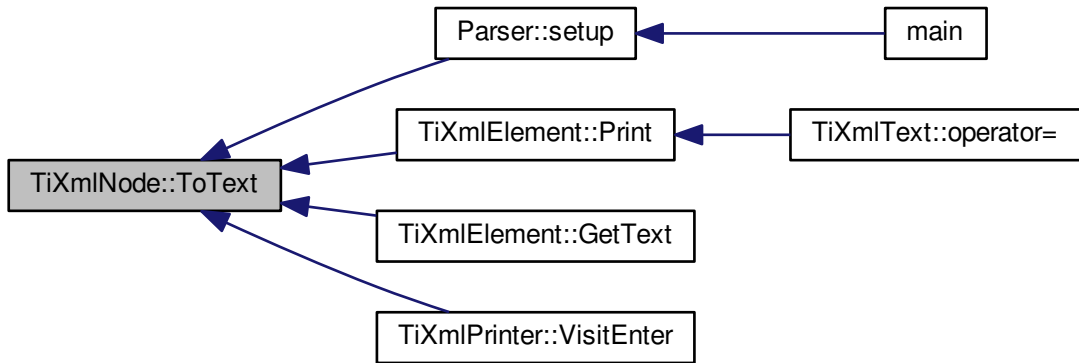 Parser::setup
main
TiXmlElement::Print
TiXmlText::operator=
TiXmlNode::ToText
TiXmlElement::GetText
TiXmlPrinter::VisitEnter